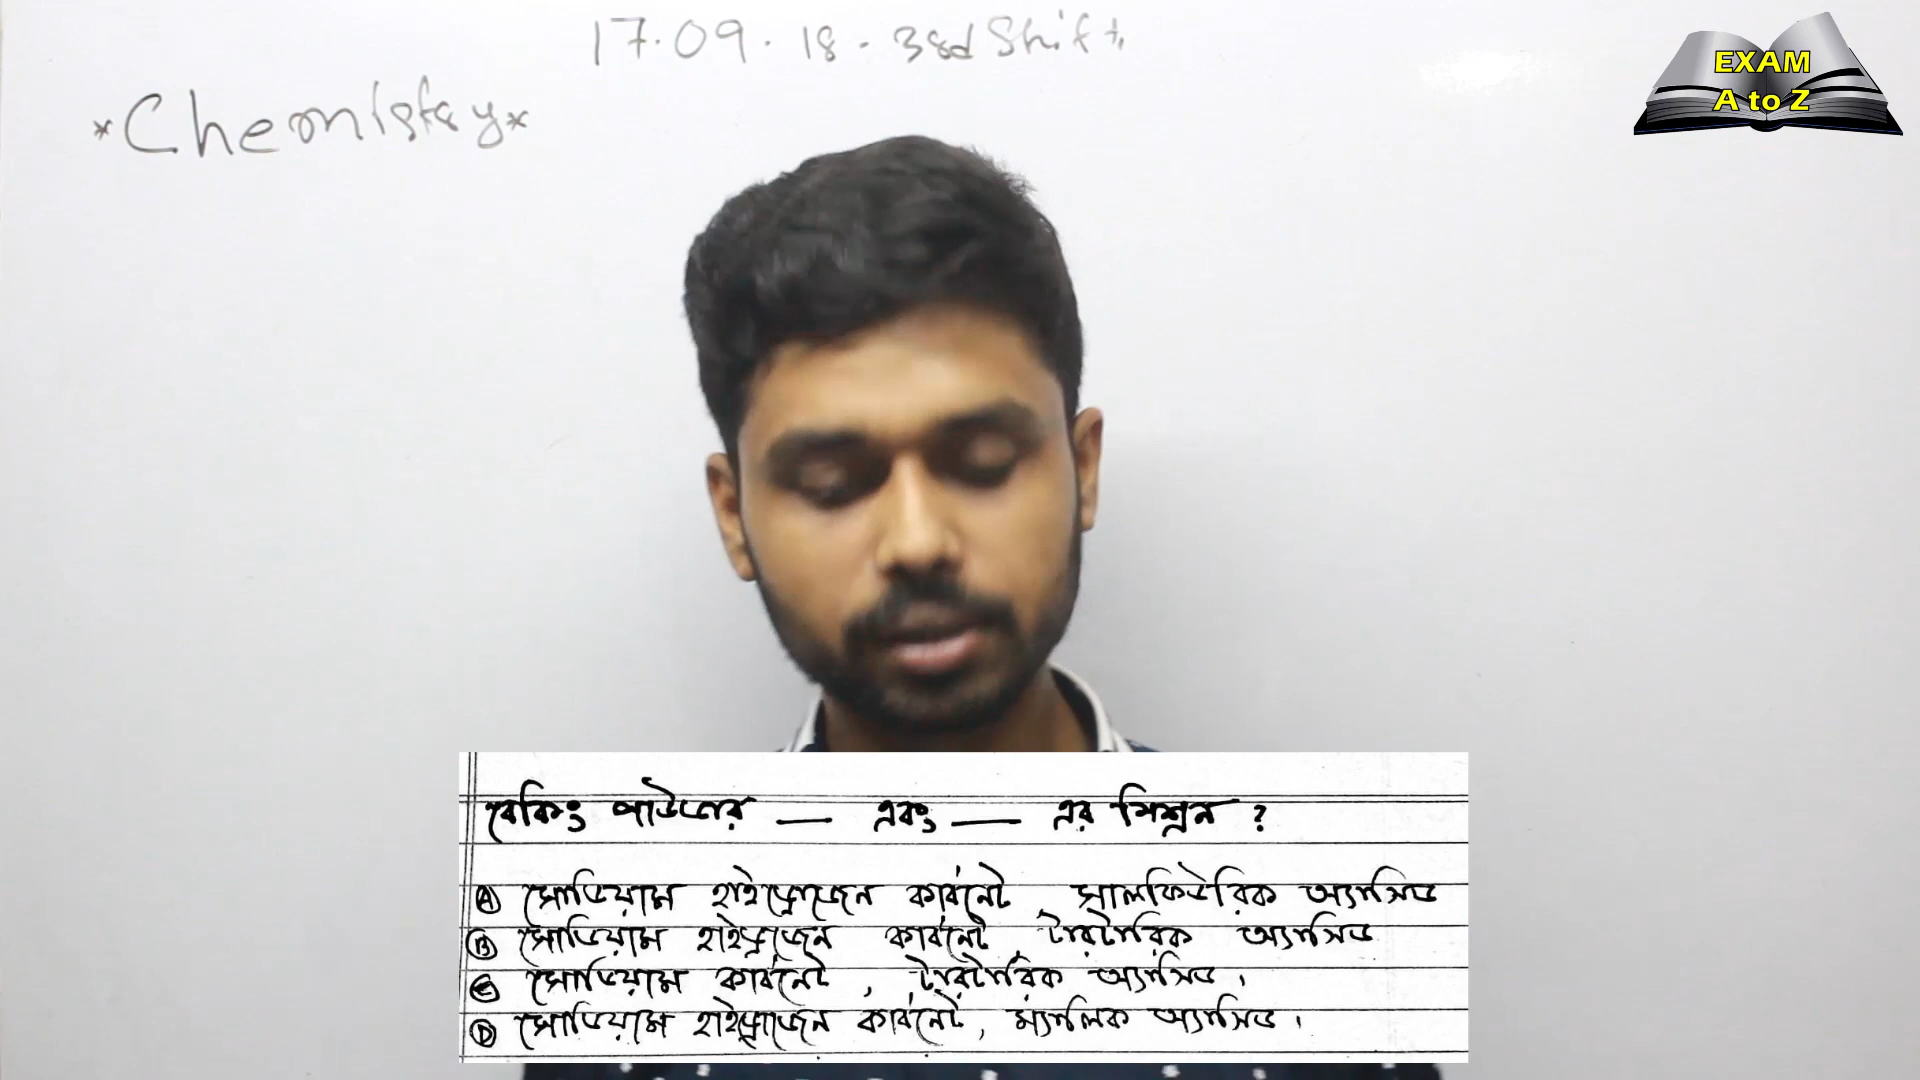 17.09.18-3rd Shift
EXAM
A to Z
*Chemistry*
বেকিং পাউডার — এবং — এর মিশ্রন ?
Ⓐ সোডিয়াম হাইড্রোজেন কার্বনেট, সালফিউরিক অ্যাসিড
Ⓑ সোডিয়াম হাইড্রোজেন কার্বনেট, টারটারিক অ্যাসিড
Ⓒ সোডিয়াম কার্বনেট, টারটারিক অ্যাসিড।
Ⓓ সোডিয়াম হাইড্রোজেন কার্বনেট, ম্যালিক অ্যাসিড।